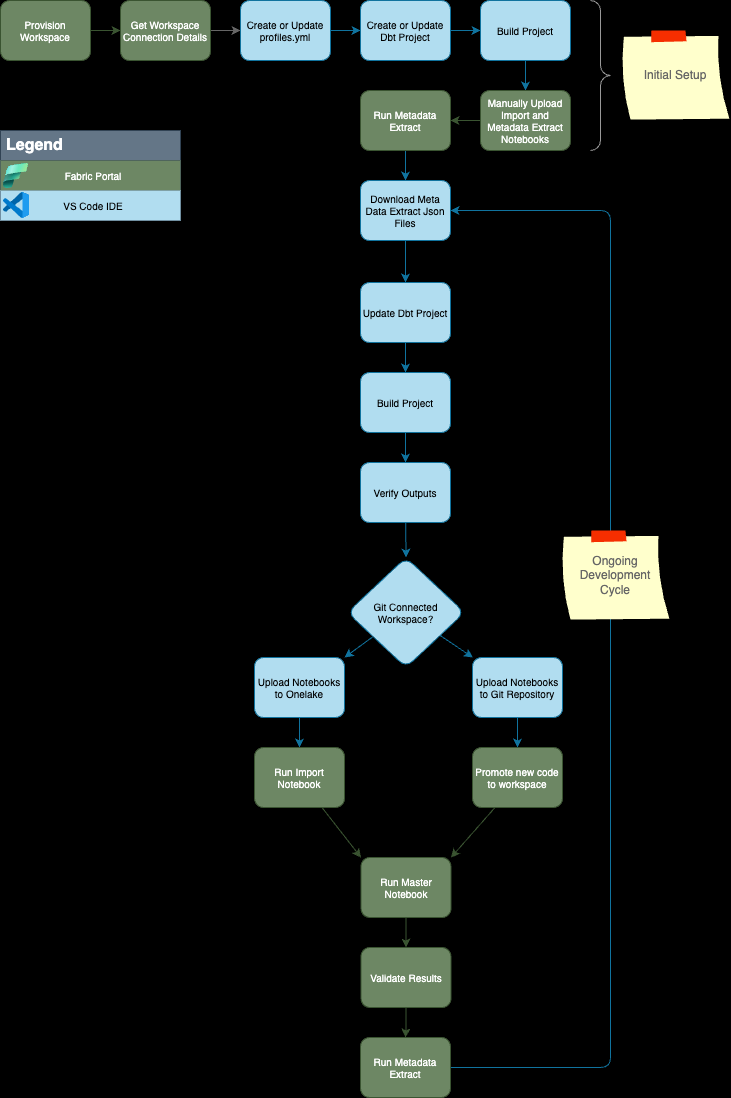 Provision
Workspace
Get Workspace
Connection Details
Create or Update
profiles.yml
Create or Update
Dbt Project
Build Project
Initial Setup
Run Metadata
Extract
Manually Upload
Import and
Metadata Extract
Notebooks
Legend
Fabric Portal
VS Code IDE
Download Meta
Data Extract Json
Files
Update Dbt Project
Build Project
Verify Outputs
Ongoing
Development
Cycle
Git Connected
Workspace?
Upload Notebooks
to Onelake
Upload Notebooks
to Git Repository
Run Import
Notebook
Promote new code
to workspace
Run Master
Notebook
Validate Results
Run Metadata
Extract